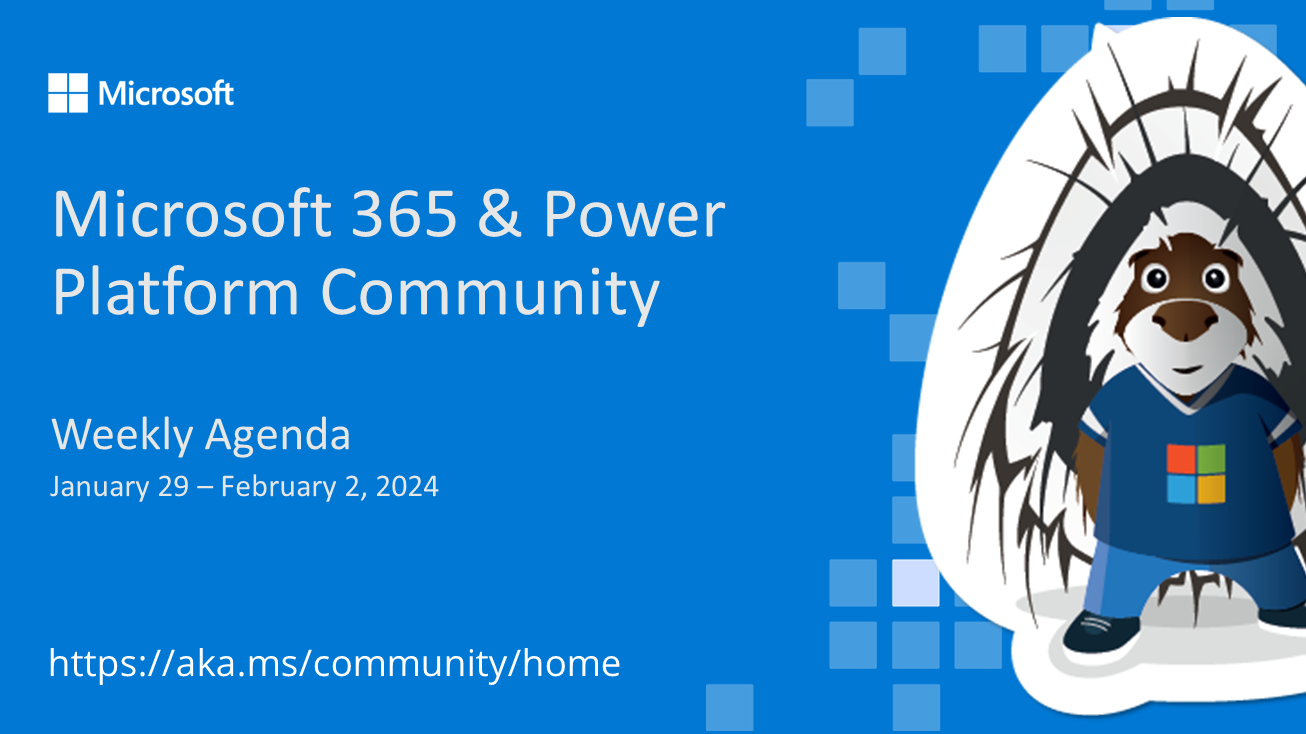 Microsoft
Microsoft 365 & Power
Platform Community
Weekly Agenda
January 29 – February 2, 2024
https://aka.ms/community/home